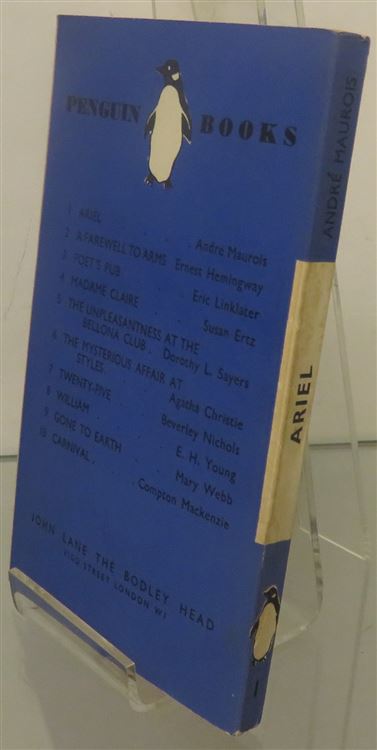 PENGUIN BOOKS
1 ARIEL . . . André Maurois
2 A FAREWELL TO ARMS Ernest Hemingway
3 POET'S PUB . . . Eric Linklater
4 MADAME CLAIRE . . . Susan Ertz
5 THE UNPLEASANTNESS AT THE
BELLONA CLUB . Dorothy L. Sayers
6 THE MYSTERIOUS AFFAIR AT
STYLES . . . Agatha Christie
7 TWENTY-FIVE . . . Beverley Nichols
8 WILLIAM . . . E. H. Young
9 GONE TO EARTH . . . Mary Webb
10 CARNIVAL . . . Compton Mackenzie
JOHN LANE THE BODLEY HEAD
VIGO STREET LONDON W1
ANDRÉ MAUROIS
ARIEL
1